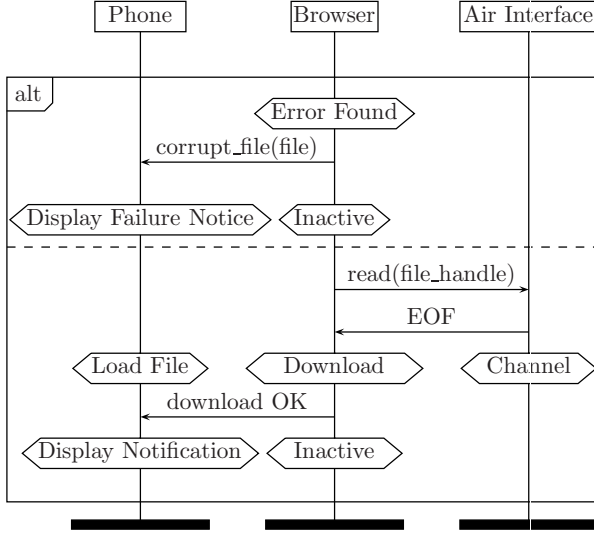 Phone Browser Air Interface
alt
Error Found
corrupt_file(file)
Display Failure Notice Inactive
read(file_handle)
EOF
Load File Download Channel
download OK
Display Notification Inactive